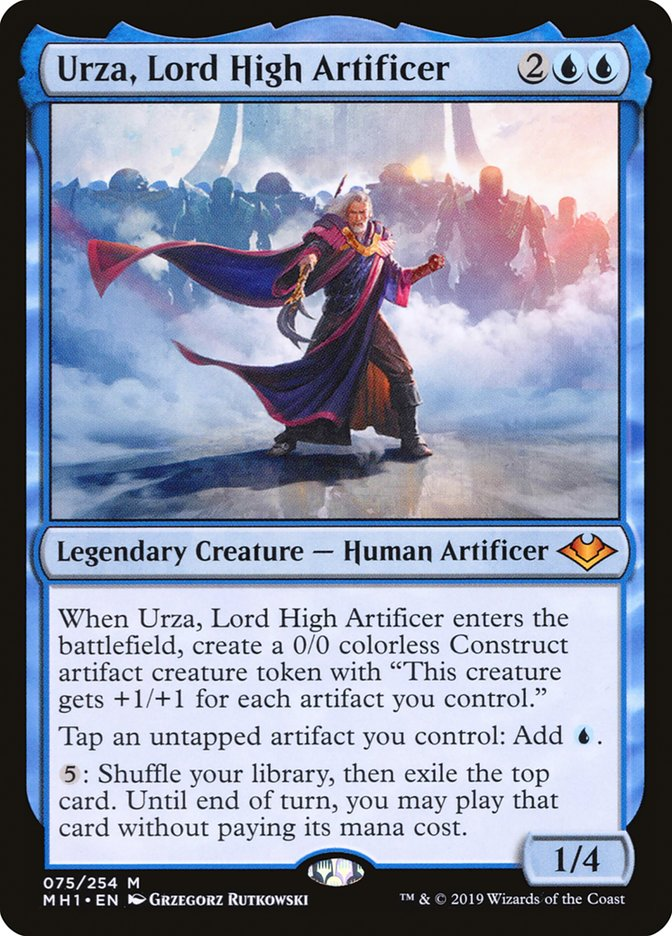 Urza, Lord High Artificer 2
Legendary Creature — Human Artificer
When Urza, Lord High Artificer enters the
battlefield, create a 0/0 colorless Construct
artifact creature token with “This creature
gets +1/+1 for each artifact you control.”
Tap an untapped artifact you control: Add .
5: Shuffle your library, then exile the top
card. Until end of turn, you may play that
card without paying its mana cost.
1/4
075/254 M
MH1 • EN Grzegorz Rutkowski
™ & © 2019 Wizards of the Coast